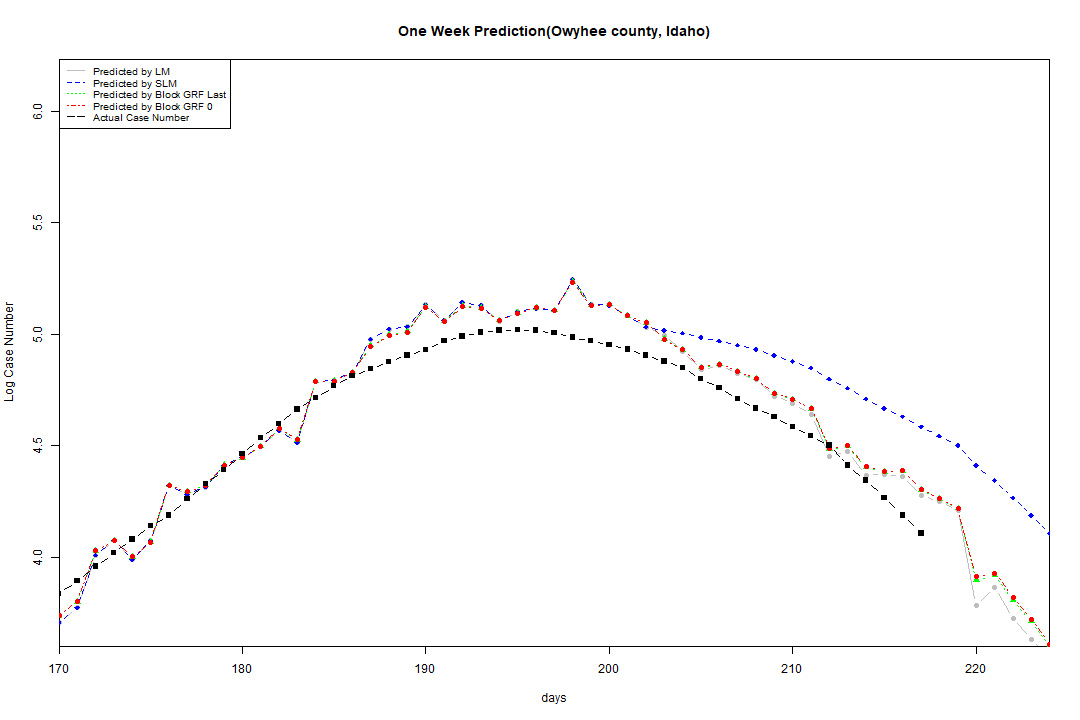 One Week Prediction(Owyhee county, Idaho)
Predicted by LM
Predicted by SLM
Predicted by Block GRF Last
Predicted by Block GRF 0
Actual Case Number
6.0
5.5
5.0
4.5
4.0
Log Case Number
170 180 190 200 210 220
days